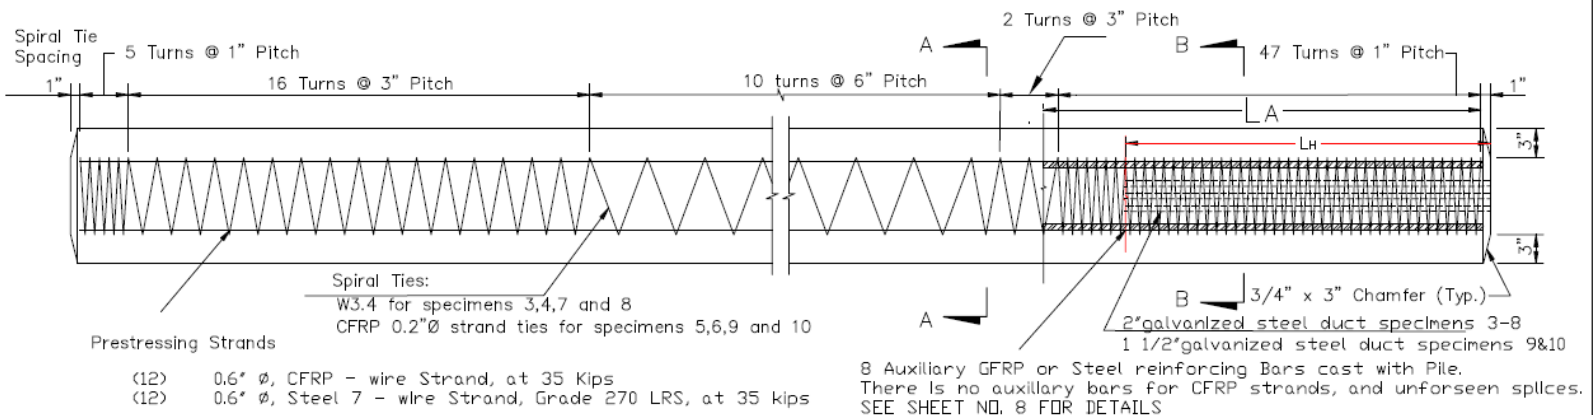 Spiral Tie
Spacing
5 Turns @ 1" Pitch
2 Turns @ 3" Pitch
A
B
47 Turns @ 1" Pitch
1"
16 Turns @ 3" Pitch
10 turns @ 6" Pitch
1"
LA
LH
3"
3"
Spiral Ties:
W3.4 for specimens 3,4,7 and 8
CFRP 0.2"Ø strand ties for specimens 5,6,9 and 10
A
B
3/4" x 3" Chamfer (Typ.)
2"galvanized steel duct specimens 3-8
1 1/2"galvanized steel duct specimens 9&10
Prestressing Strands
(12) 0.6" Ø, CFRP - wire Strand, at 35 Kips
(12) 0.6" Ø, Steel 7 - wire Strand, Grade 270 LRS, at 35 kips
8 Auxiliary GFRP or Steel reinforcing Bars cast with Pile.
There is no auxillary bars for CFRP strands, and unforseen splices.
SEE SHEET NO. 8 FOR DETAILS